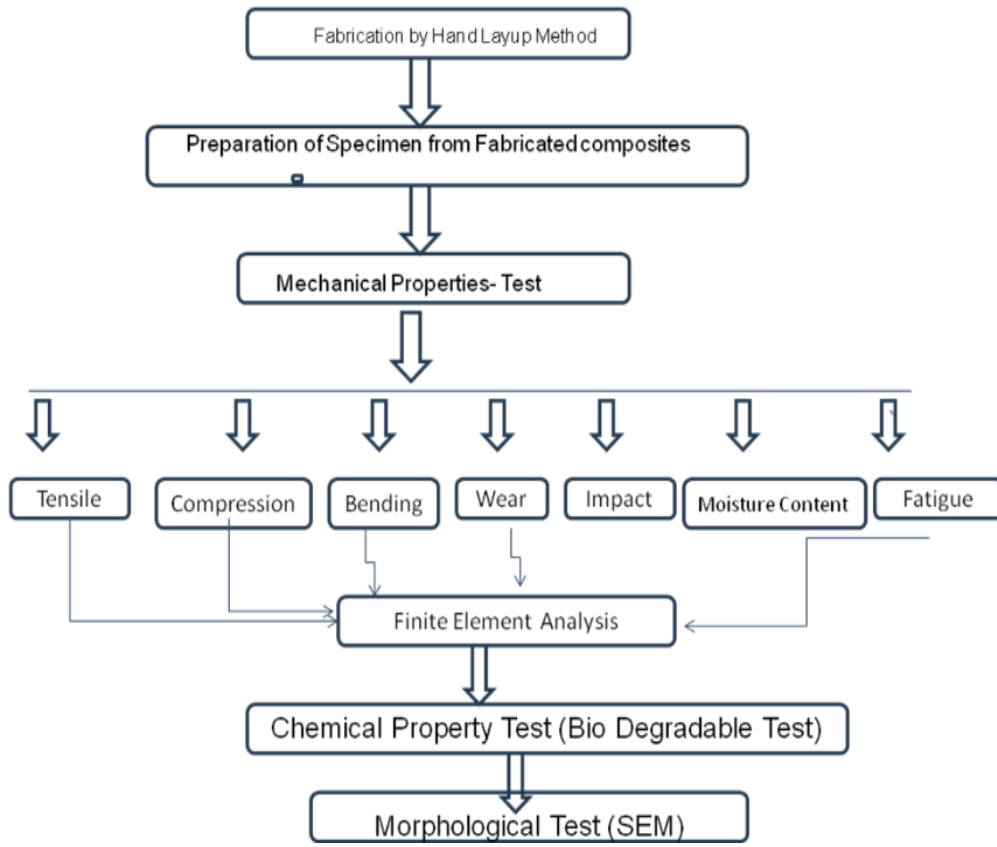 Fabrication by Hand Layup Method
Preparation of Specimen from Fabricated composites
Mechanical Properties- Test
Tensile
Compression
Bending
Wear
Impact
Moisture Content
Fatigue
Finite Element Analysis
Chemical Property Test (Bio Degradable Test)
Morphological Test (SEM)